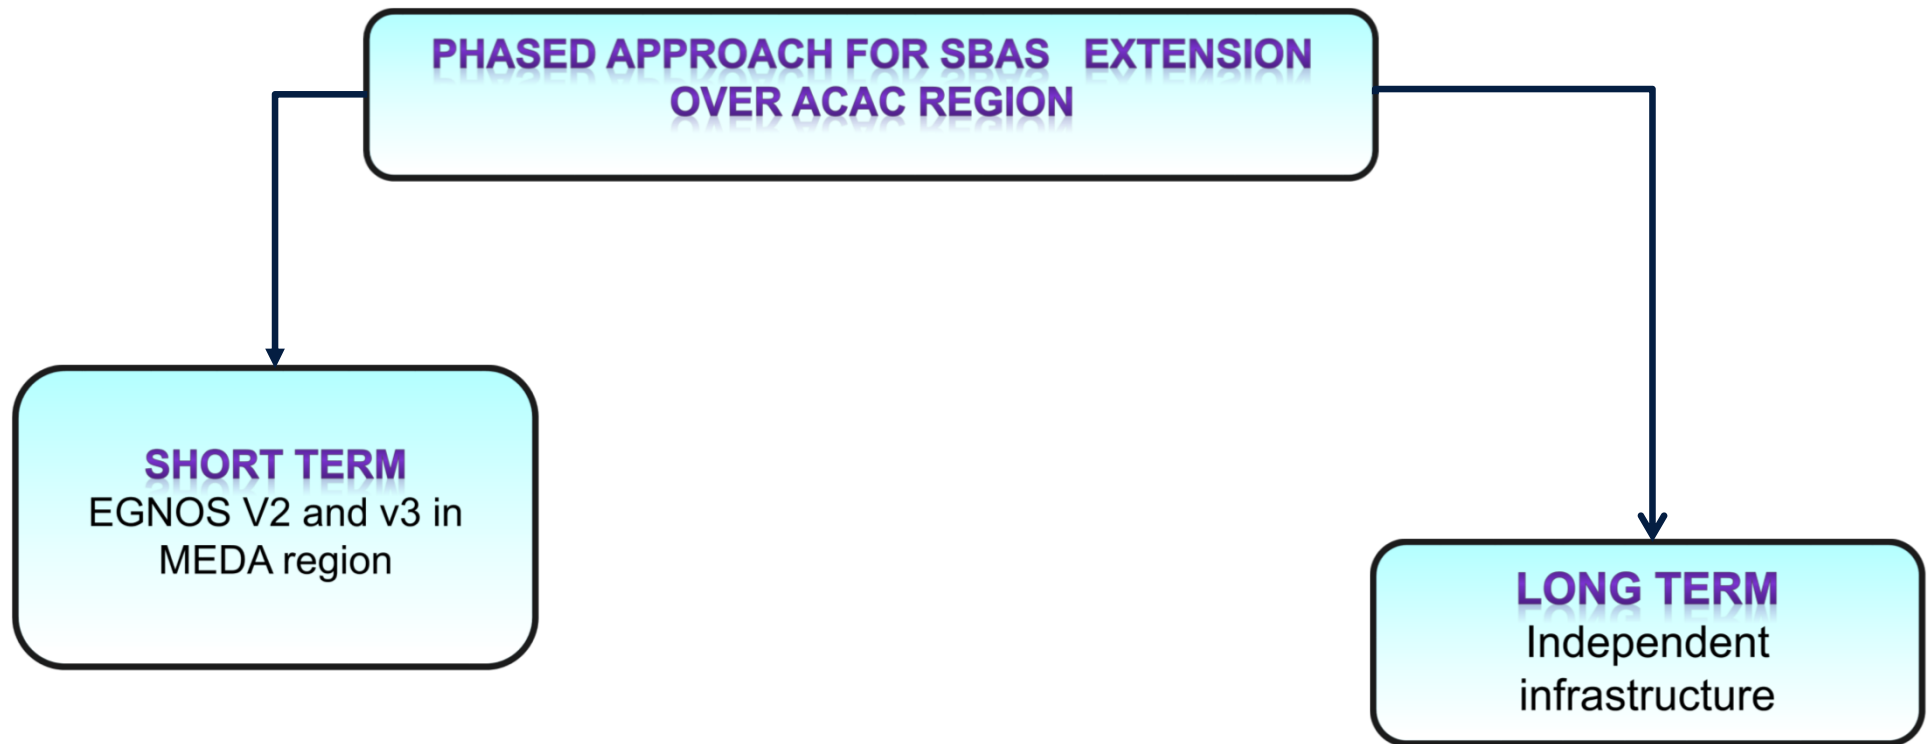 PHASED APPROACH FOR SBAS EXTENSION
OVER ACAC REGION
SHORT TERM
EGNOS V2 and v3 in
MEDA region
LONG TERM
Independent
infrastructure